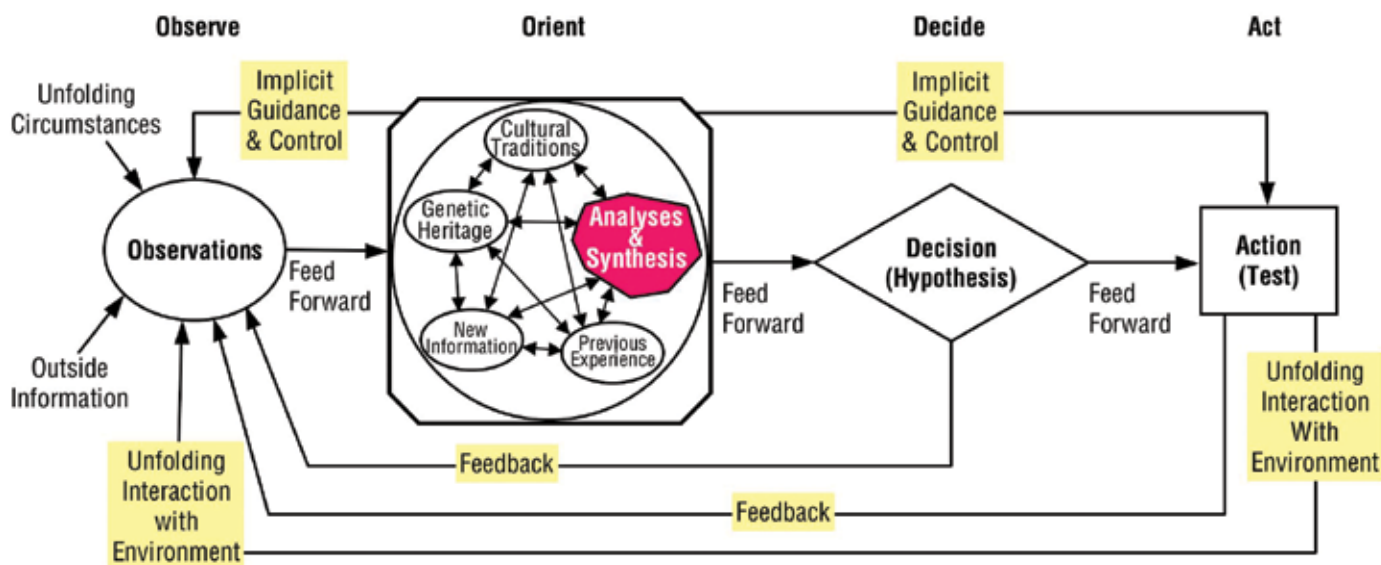 Observe
Orient
Decide
Act
Implicit
Guidance
& Control
Implicit
Guidance
& Control
Unfolding
Circumstances
Cultural
Traditions
Genetic
Heritage
Analyses
&
Synthesis
Observations
Feed
Forward
Decision
(Hypothesis)
Action
(Test)
Feed
Forward
Feed
Forward
New
Information
Previous
Experience
Outside
Information
Unfolding
Interaction
with
Environment
Feedback
Feedback
Unfolding
Interaction
With
Environment